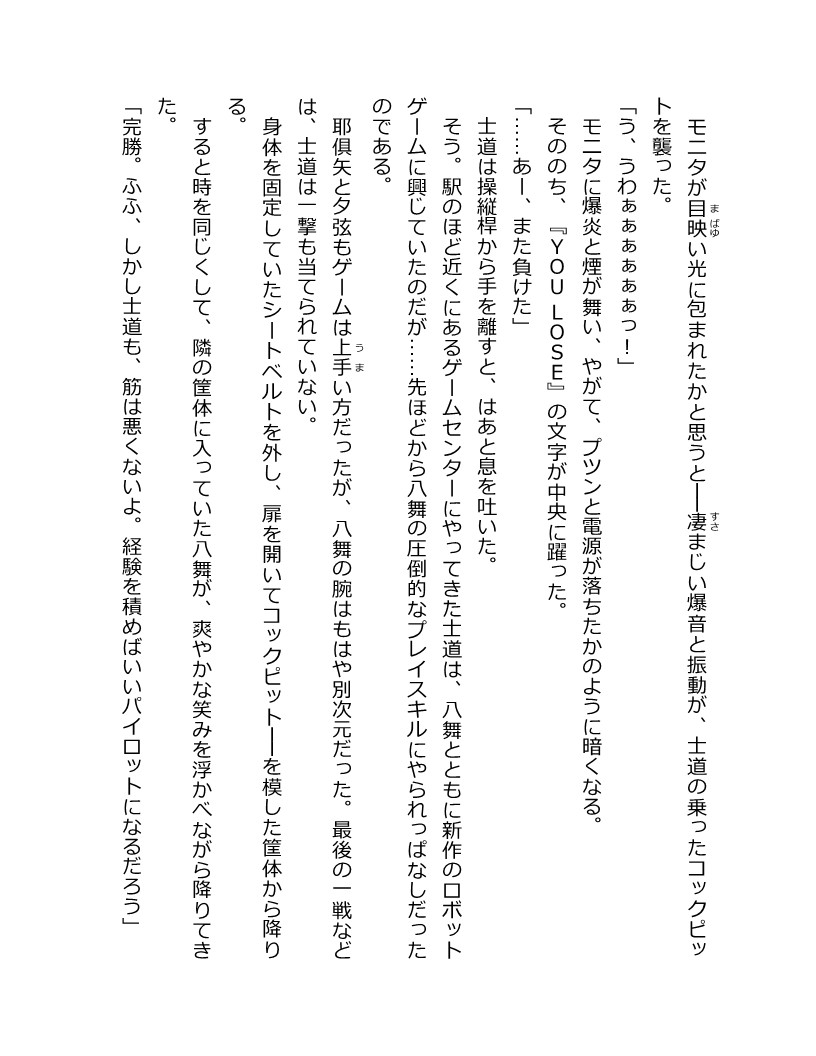 モニタが目映い光に包まれたかと思うと――凄まじい爆音と振動が、士道の乗ったコックピッ
トを襲った。
「う、うわぁぁぁぁぁぁっ！」
モニタに爆炎と煙が舞い、やがて、プツンと電源が落ちたかのように暗くなる。
そののち、『YOU LOSE』の文字が中央に躍った。
「……あー、また負けた」
士道は操縦桿から手を離すと、はあと息を吐いた。
そう。駅のほど近くにあるゲームセンターにやってきた士道は、八舞とともに新作のロボット
ゲームに興じていたのだが……先ほどから八舞の圧倒的なプレイスキルにやられっぱなしだった
のである。
耶倶矢と夕弦もゲームは上手い方だったが、八舞の腕はもはや別次元だった。最後の一戦など
は、士道は一撃も当てられていない。
身体を固定していたシートベルトを外し、扉を開いてコックピット――を模した筐体から降り
る。
すると時を同じくして、隣の筐体に入っていた八舞が、爽やかな笑みを浮かべながら降りてき
た。
「完勝。ふふ、しかし士道も、筋は悪くないよ。経験を積めばいいパイロットになるだろう」